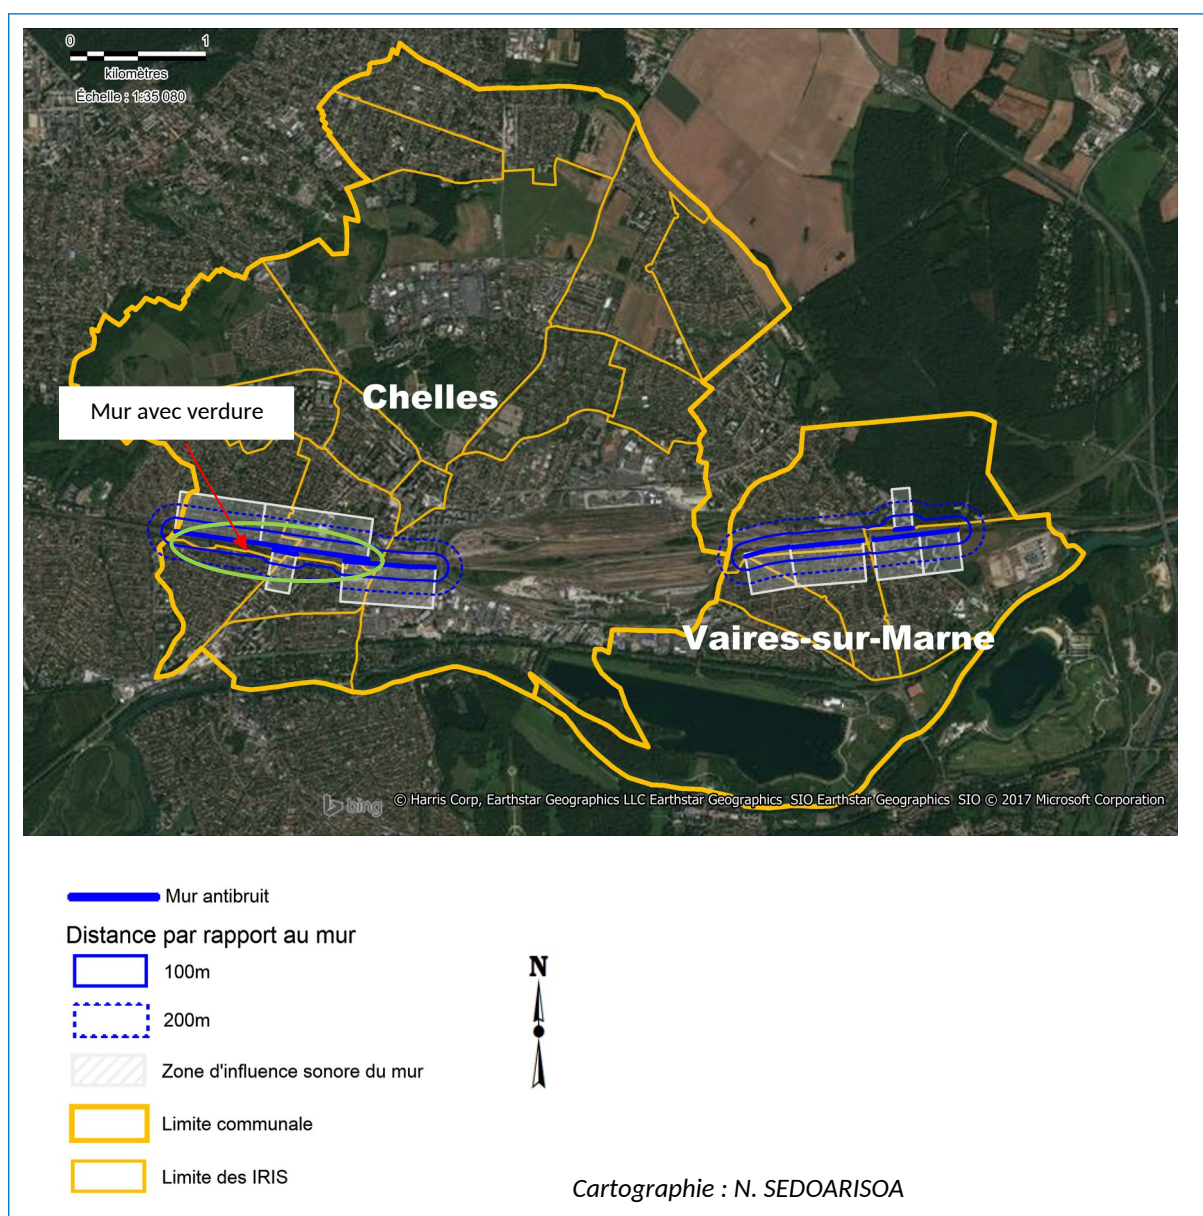 0 1
kilomètres
Échelle : 1:35 080
Chelles
Mur avec verdure
Vaires-sur-Marne
bing
© Harris Corp, Earthstar Geographics LLC Earthstar Geographics SIO Earthstar Geographics SIO © 2017 Microsoft Corporation
Mur antibruit
Distance par rapport au mur
100m
200m
Zone d'influence sonore du mur
Limite communale
Limite des IRIS
N
Cartographie : N. SEDOARISOA